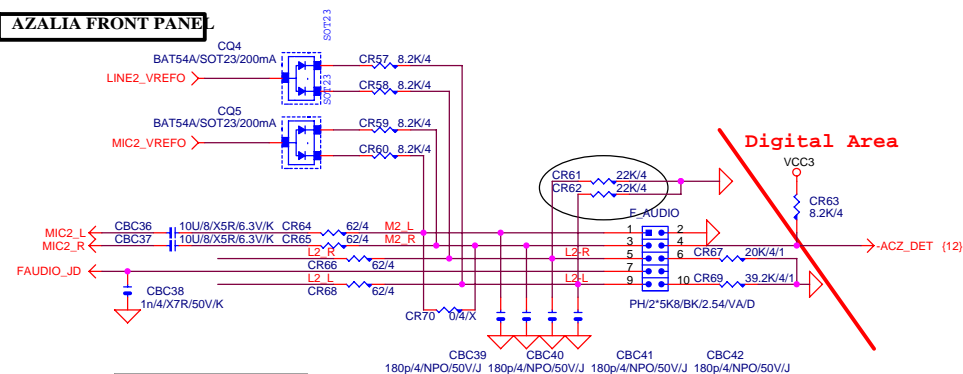 AZALIA FRONT PANEL
SOT23
CQ4
BAT54A/SOT23/200mA
CR57 8.2K/4
LINE2_VREFO
CR58 8.2K/4
SOT23
CQ5
BAT54A/SOT23/200mA
CR59 8.2K/4
MIC2_VREFO
CR60 8.2K/4
Digital Area
VCC3
CR61 22K/4
CR62 22K/4
CR63
8.2K/4
F_AUDIO
CBC36 10U/8/X5R/6.3V/K CR64 62/4 M2_L
MIC2_L
CBC37 10U/8/X5R/6.3V/K CR65 62/4 M2_R
MIC2_R
1 2
3 4
-ACZ_DET {12}
L2_R L2-R 5 6 CR67 20K/4/1
CR66 62/4
FAUDIO_JD
7
L2_L L2-L 9 10 CR69 39.2K/4/1
CR68 62/4
CBC38
1n/4/X7R/50V/K
PH/2*5K8/BK/2.54/VA/D
CR70 0/4/X
CBC39 CBC40 CBC41 CBC42
180p/4/NPO/50V/J 180p/4/NPO/50V/J 180p/4/NPO/50V/J 180p/4/NPO/50V/J